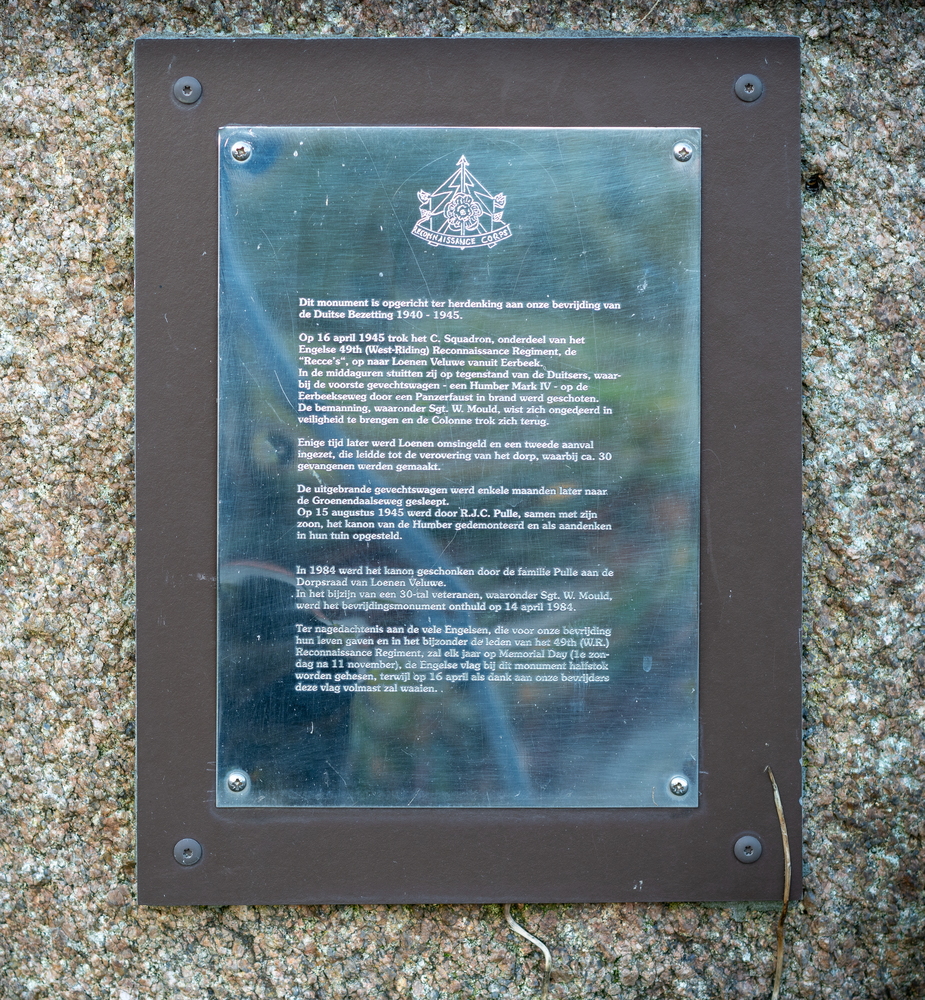 RECONNAISSANCE CORPS
Dit monument is opgericht ter herdenking aan onze bevrijding van
de Duitse Bezetting 1940 - 1945.
Op 16 april 1945 trok het C. Squadron, onderdeel van het
Engelse 49th (West-Riding) Reconnaissance Regiment, de
"Recce's", op naar Loenen Veluwe vanuit Eerbeek.
In de middaguren stuitten zij op tegenstand van de Duitsers, waar-
bij de voorste gevechtswagen - een Humber Mark IV - op de
Eerbeekseweg door een Panzerfaust in brand werd geschoten.
De bemanning, waaronder Sgt. W. Mould, wist zich ongedeerd in
veiligheid te brengen en de Colonne trok zich terug.
Enige tijd later werd Loenen omsingeld en een tweede aanval
ingezet, die leidde tot de verovering van het dorp, waarbij ca. 30
gevangenen werden gemaakt.
De uitgebrande gevechtswagen werd enkele maanden later naar
de Groenendaalseweg gesleept.
Op 15 augustus 1945 werd door R.J.C. Pulle, samen met zijn
zoon, het kanon van de Humber gedemonteerd en als aandenken
in hun tuin opgesteld.
In 1984 werd het kanon geschonken door de familie Pulle aan de
Dorpsraad van Loenen Veluwe.
In het bijzijn van een 30-tal veteranen, waaronder Sgt. W. Mould,
werd het bevrijdingsmonument onthuld op 14 april 1984.
Ter nagedachtenis aan de vele Engelsen, die voor onze bevrijding
hun leven gaven en in het bijzonder de leden van het 49th (W.R.)
Reconnaissance Regiment, zal elk jaar op Memorial Day (1e zon-
dag na 11 november), de Engelse vlag bij dit monument halfstok
worden gehesen, terwijl op 16 april als dank aan onze bevrijders
deze vlag volmast zal waaien.